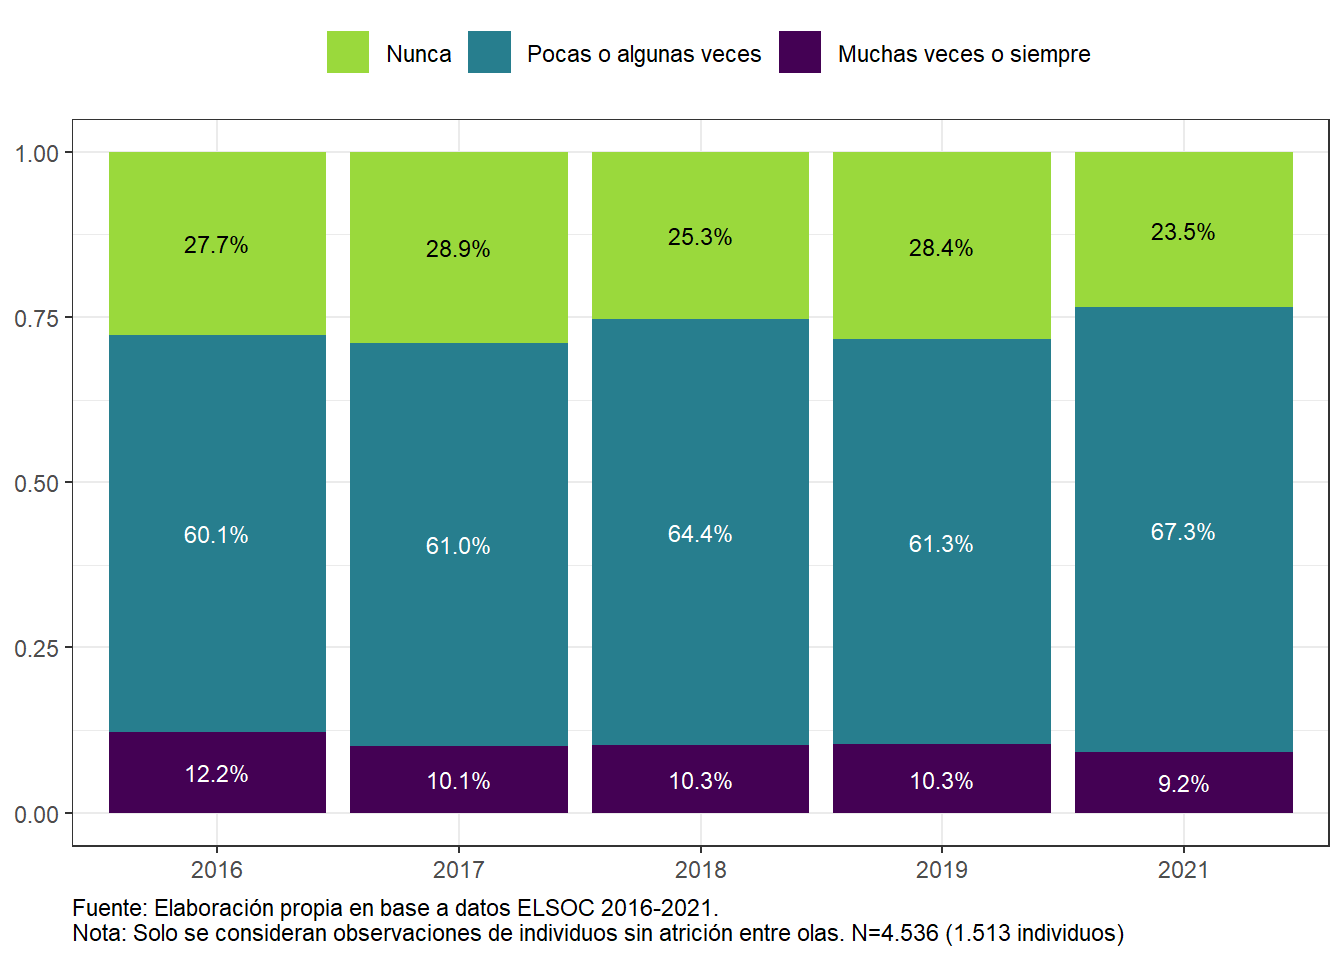 Nunca Pocas o algunas veces Muchas veces o siempre
1.00
0.75
0.50
0.25
0.00
27.7% 28.9% 25.3% 28.4% 23.5%
60.1% 61.0% 64.4% 61.3% 67.3%
12.2% 10.1% 10.3% 10.3% 9.2%
2016 2017 2018 2019 2021
Fuente: Elaboración propia en base a datos ELSOC 2016-2021.
Nota: Solo se consideran observaciones de individuos sin atrición entre olas. N=4.536 (1.513 individuos)